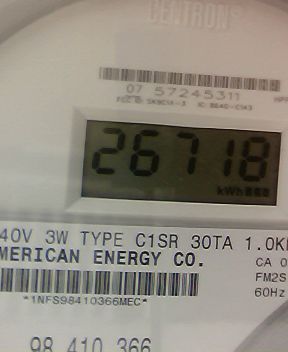 CENTRON®
07 57245311
26718
kWh
40V 3W TYPE C1SR 30TA 1.0K
MERICAN ENERGY CO.
CA 0
FM2S
*1NFS98410366MEC*
60Hz
98 410 366